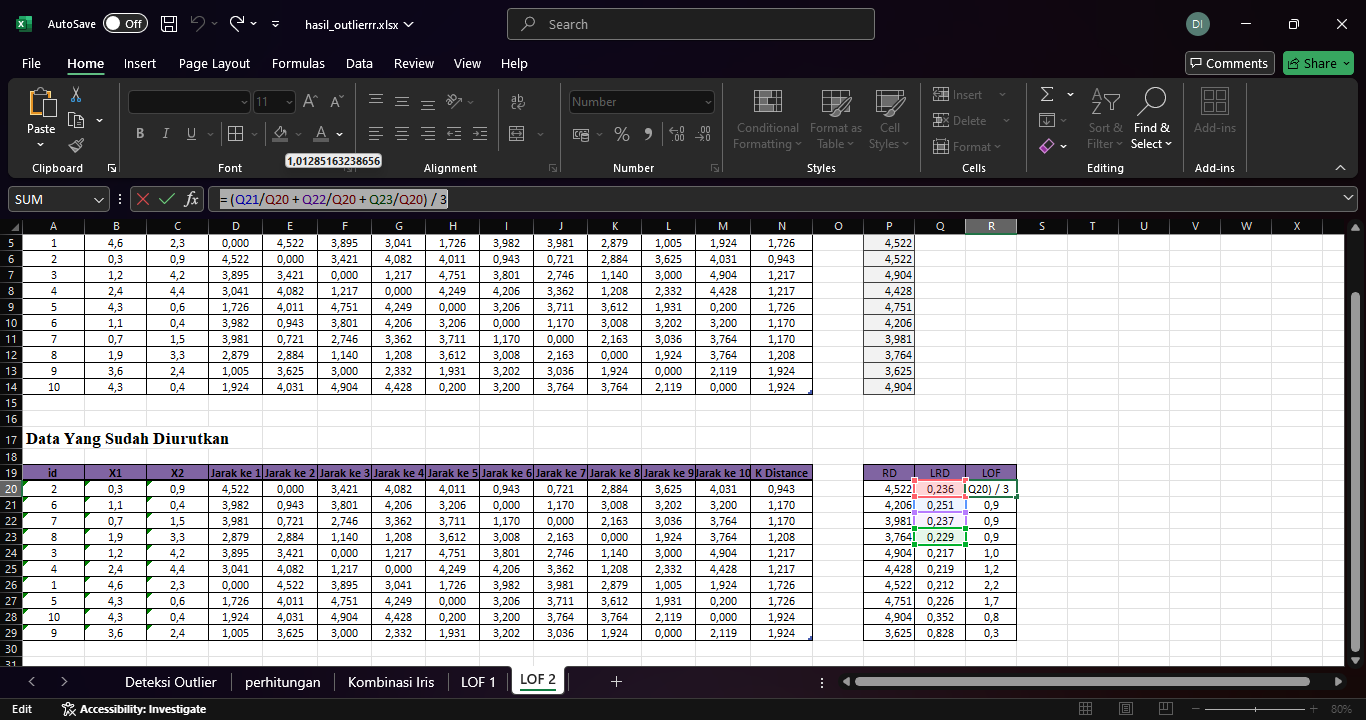 AutoSave Off hasil_outlierrr.xlsx Search DI
File Home Insert Page Layout Formulas Data Review View Help Comments Share
Paste 11 A A ab Number Conditional Formatting Format as Table Cell Styles Insert Delete Format Sort & Filter Find & Select Add-ins
B I U A
Clipboard Font Alignment Number Styles Cells Editing Add-ins
1,01285163238656
SUM fx = (Q21/Q20 + Q22/Q20 + Q23/Q20) / 3
A B C D E F G H I J K L M N O P Q R S T U V W X
5 1 4,6 2,3 0,000 4,522 3,895 3,041 1,726 3,982 3,981 2,879 1,005 1,924 1,726 4,522
6 2 0,3 0,9 4,522 0,000 3,421 4,082 4,011 0,943 0,721 2,884 3,625 4,031 0,943 4,522
7 3 1,2 4,2 3,895 3,421 0,000 1,217 4,751 3,801 2,746 1,140 3,000 4,904 1,217 4,904
8 4 2,4 4,4 3,041 4,082 1,217 0,000 4,249 4,206 3,362 1,208 2,332 4,428 1,217 4,428
9 5 4,3 0,6 1,726 4,011 4,751 4,249 0,000 3,206 3,711 3,612 1,931 0,200 1,726 4,751
10 6 1,1 0,4 3,982 0,943 3,801 4,206 3,206 0,000 1,170 3,008 3,202 3,200 1,170 4,206
11 7 0,7 1,5 3,981 0,721 2,746 3,362 3,711 1,170 0,000 2,163 3,036 3,764 1,170 3,981
12 8 1,9 3,3 2,879 2,884 1,140 1,208 3,612 3,008 2,163 0,000 1,924 3,764 1,208 3,764
13 9 3,6 2,4 1,005 3,625 3,000 2,332 1,931 3,202 3,036 1,924 0,000 2,119 1,924 3,625
14 10 4,3 0,4 1,924 4,031 4,904 4,428 0,200 3,200 3,764 3,764 2,119 0,000 1,924 4,904
15
16
17 Data Yang Sudah Diurutkan
18
19 id X1 X2 Jarak ke 1 Jarak ke 2 Jarak ke 3 Jarak ke 4 Jarak ke 5 Jarak ke 6 Jarak ke 7 Jarak ke 8 Jarak ke 9 Jarak ke 10 K Distance RD LRD LOF
20 2 0,3 0,9 4,522 0,000 3,421 4,082 4,011 0,943 0,721 2,884 3,625 4,031 0,943 4,522 0,236 Q20) / 3
21 6 1,1 0,4 3,982 0,943 3,801 4,206 3,206 0,000 1,170 3,008 3,202 3,200 1,170 4,206 0,251 0,9
22 7 0,7 1,5 3,981 0,721 2,746 3,362 3,711 1,170 0,000 2,163 3,036 3,764 1,170 3,981 0,237 0,9
23 8 1,9 3,3 2,879 2,884 1,140 1,208 3,612 3,008 2,163 0,000 1,924 3,764 1,208 3,764 0,229 0,9
24 3 1,2 4,2 3,895 3,421 0,000 1,217 4,751 3,801 2,746 1,140 3,000 4,904 1,217 4,904 0,217 1,0
25 4 2,4 4,4 3,041 4,082 1,217 0,000 4,249 4,206 3,362 1,208 2,332 4,428 1,217 4,428 0,219 1,2
26 1 4,6 2,3 0,000 4,522 3,895 3,041 1,726 3,982 3,981 2,879 1,005 1,924 1,726 4,522 0,212 2,2
27 5 4,3 0,6 1,726 4,011 4,751 4,249 0,000 3,206 3,711 3,612 1,931 0,200 1,726 4,751 0,226 1,7
28 10 4,3 0,4 1,924 4,031 4,904 4,428 0,200 3,200 3,764 3,764 2,119 0,000 1,924 4,904 0,352 0,8
29 9 3,6 2,4 1,005 3,625 3,000 2,332 1,931 3,202 3,036 1,924 0,000 2,119 1,924 3,625 0,828 0,3
30
31
Deteksi Outlier perhitungan Kombinasi Iris LOF 1 LOF 2
Edit Accessibility: Investigate 80%